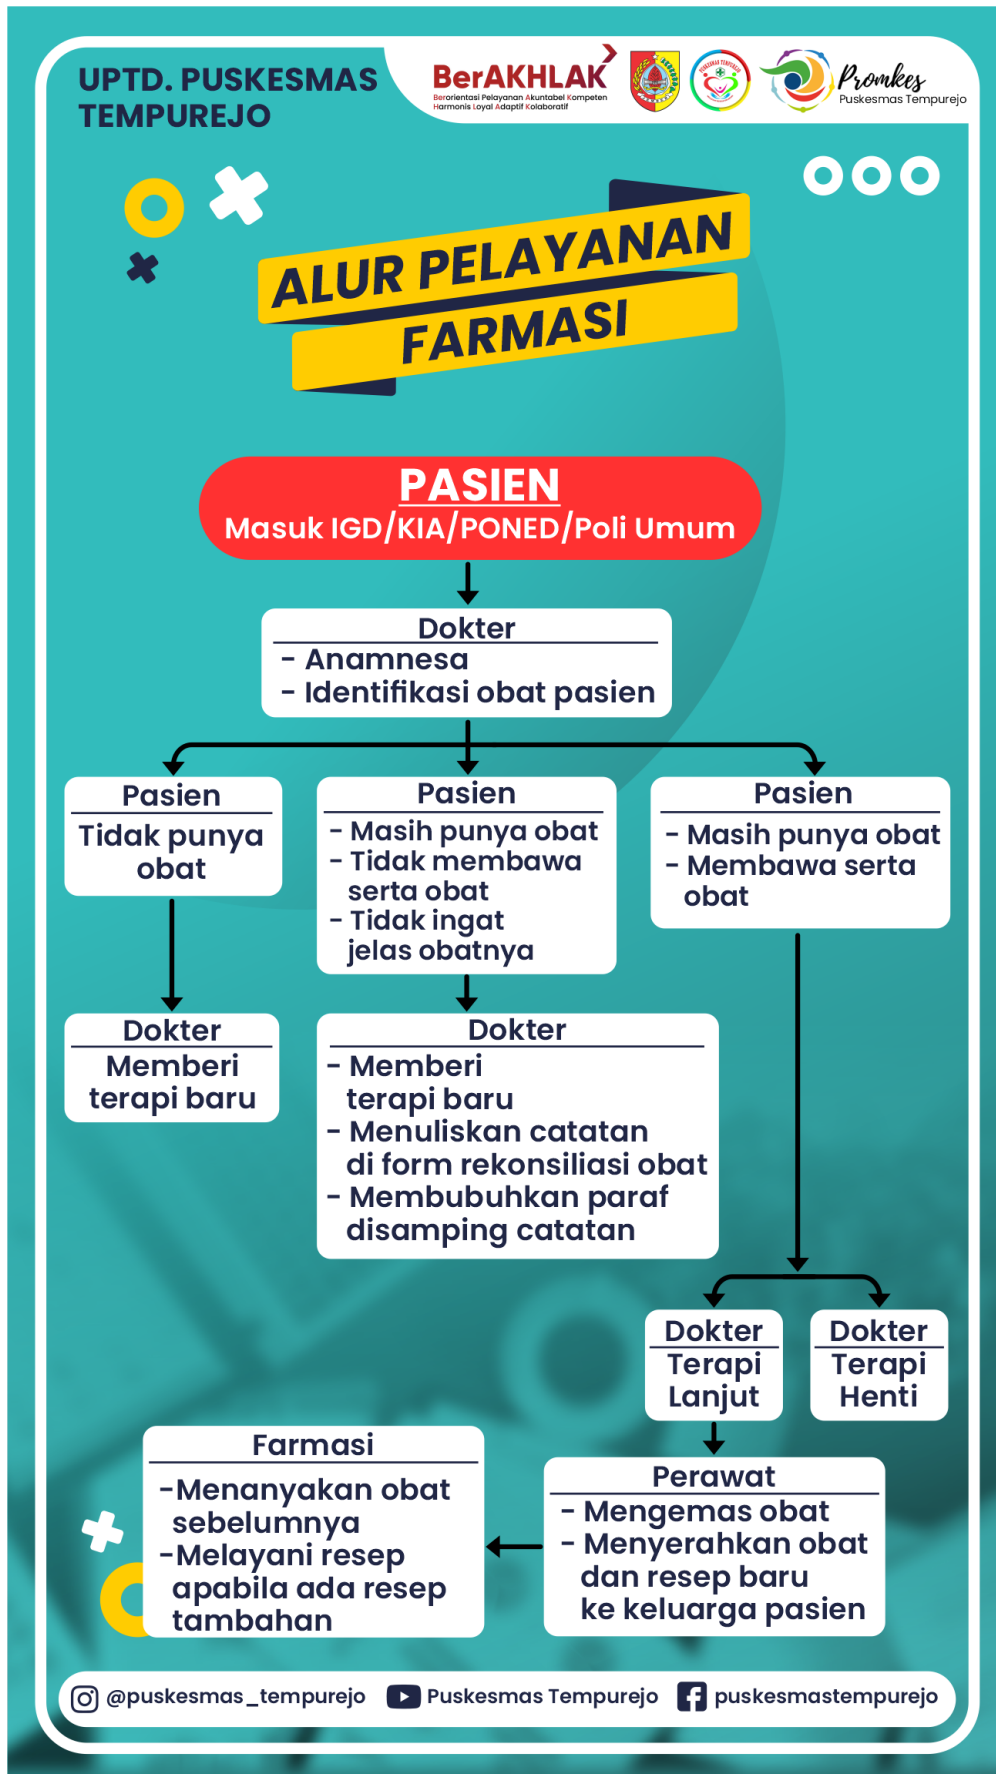 UPTD. PUSKESMAS
TEMPUREJO
BerAKHLAK
Berorientasi Pelayanan Akuntabel Kompeten
Harmonis Loyal Adaptif Kolaboratif
PUSKESMAS TEMPUREJO
Promkes
Puskesmas Tempurejo
ALUR PELAYANAN
FARMASI
PASIEN
Masuk IGD/KIA/PONED/Poli Umum
Dokter
- Anamnesa
- Identifikasi obat pasien
Pasien
Tidak punya
obat
Pasien
- Masih punya obat
- Tidak membawa
serta obat
- Tidak ingat
jelas obatnya
Pasien
- Masih punya obat
- Membawa serta
obat
Dokter
Memberi
terapi baru
Dokter
- Memberi
terapi baru
- Menuliskan catatan
di form rekonsiliasi obat
- Membubuhkan paraf
disamping catatan
Dokter
Terapi
Lanjut
Dokter
Terapi
Henti
Perawat
- Mengemas obat
- Menyerahkan obat
dan resep baru
ke keluarga pasien
Farmasi
-Menanyakan obat
sebelumnya
-Melayani resep
apabila ada resep
tambahan
@puskesmas_tempurejo
Puskesmas Tempurejo
puskesmastempurejo